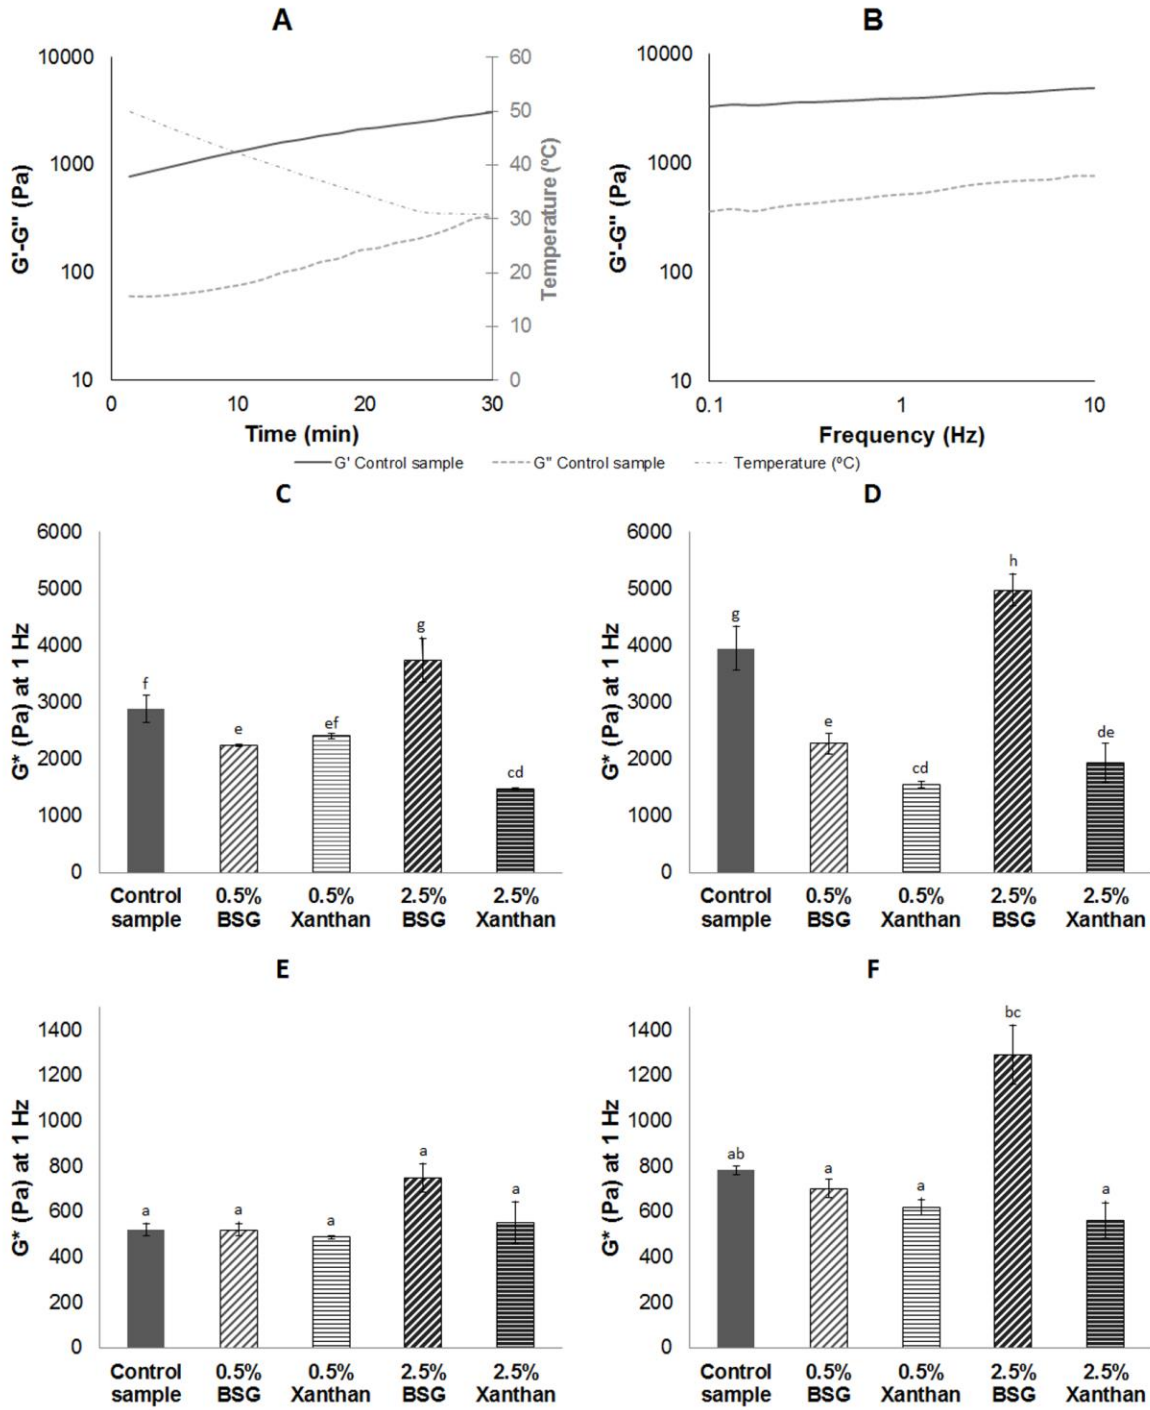 A
B
10000
1000
100
10
G'-G'' (Pa)
60
50
40
30
20
10
0
Temperature (ºC)
0
10
20
30
Time (min)
10000
1000
100
10
G'-G'' (Pa)
0.1
1
10
Frequency (Hz)
G' Control sample
G'' Control sample
Temperature (ºC)
C
D
6000
5000
4000
3000
2000
1000
0
G* (Pa) at 1 Hz
f
e
ef
g
cd
Control sample
0.5% BSG
0.5% Xanthan
2.5% BSG
2.5% Xanthan
6000
5000
4000
3000
2000
1000
0
G* (Pa) at 1 Hz
g
e
cd
h
de
Control sample
0.5% BSG
0.5% Xanthan
2.5% BSG
2.5% Xanthan
E
F
1400
1200
1000
800
600
400
200
0
G* (Pa) at 1 Hz
a
a
a
a
a
Control sample
0.5% BSG
0.5% Xanthan
2.5% BSG
2.5% Xanthan
1400
1200
1000
800
600
400
200
0
G* (Pa) at 1 Hz
ab
a
a
bc
a
Control sample
0.5% BSG
0.5% Xanthan
2.5% BSG
2.5% Xanthan